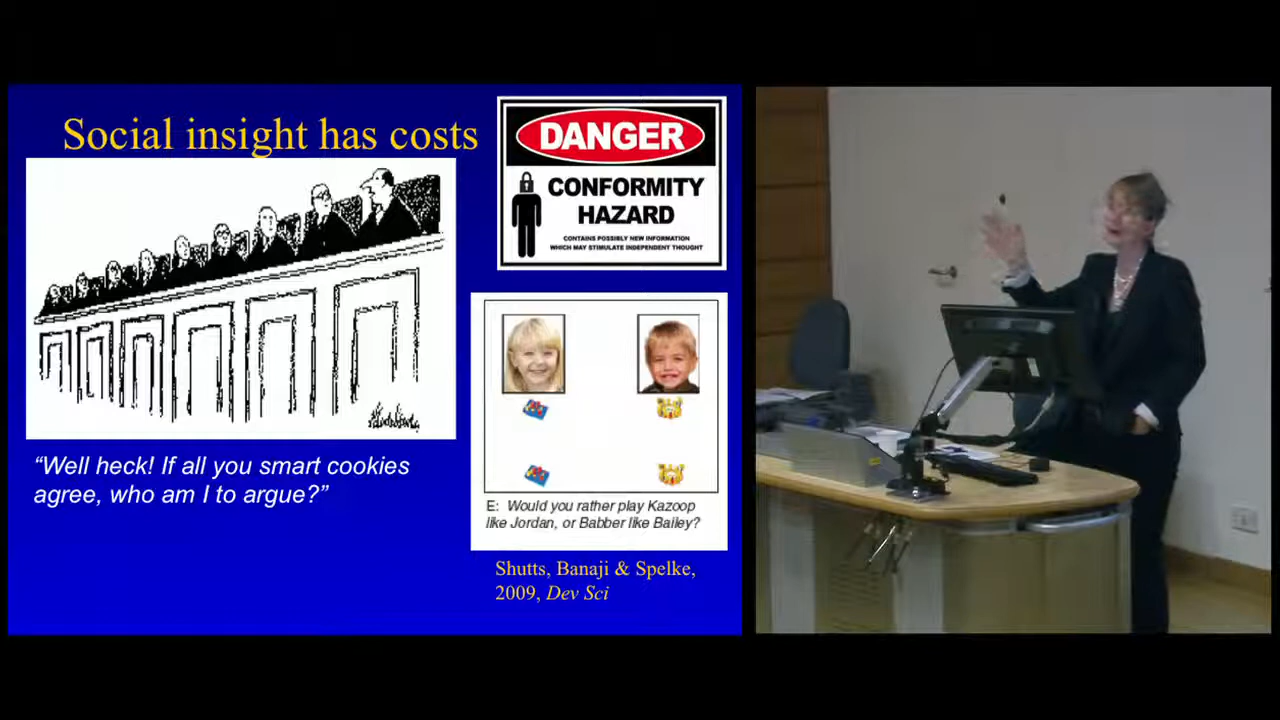 Social insight has costs
DANGER
CONFORMITY
HAZARD
CONTAINS POSSIBLY NEW INFORMATION
WHICH MAY STIMULATE INDEPENDENT THOUGHT
“Well heck! If all you smart cookies
agree, who am I to argue?”
E: Would you rather play Kazoop
like Jordan, or Babber like Bailey?
Shutts, Banaji & Spelke,
2009, Dev Sci